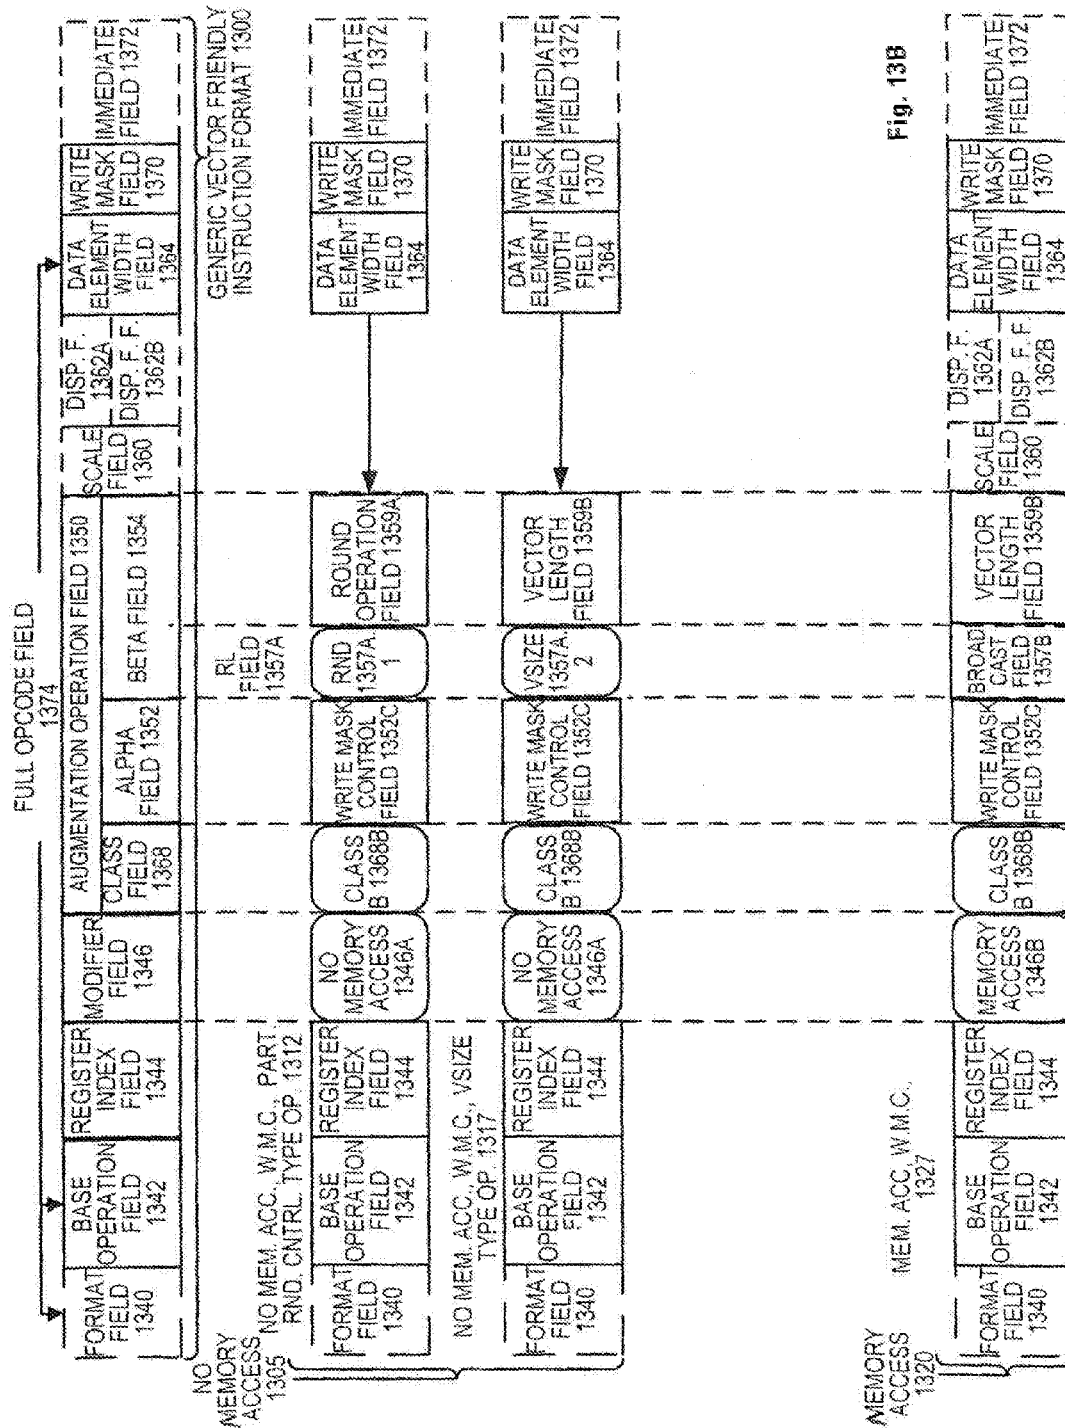 FULL OPCODE FIELD
1374
FORMAT
FIELD
1340
BASE
OPERATION
FIELD
1342
REGISTER
INDEX
FIELD
1344
MODIFIER
FIELD
1346
AUGMENTATION OPERATION FIELD 1350
CLASS
FIELD
1368
ALPHA
FIELD 1352
BETA FIELD 1354
SCALE
FIELD
1360
DISP. F.
1362A
DISP. F. F.
1362B
DATA
ELEMENT
WIDTH
FIELD
1364
WRITE
MASK
FIELD
1370
IMMEDIATE
FIELD 1372
GENERIC VECTOR FRIENDLY
INSTRUCTION FORMAT 1300
NO
MEMORY
ACCESS
1305
NO MEM. ACC., W.M.C., PART.
RND. CNTRL. TYPE OP. 1312
RL
FIELD
1357A
FORMAT
FIELD
1340
BASE
OPERATION
FIELD
1342
REGISTER
INDEX
FIELD
1344
NO
MEMORY
ACCESS
1346A
CLASS
B 1368B
WRITE MASK
CONTROL
FIELD 1352C
RND
1357A.
1
ROUND
OPERATION
FIELD 1359A
DATA
ELEMENT
WIDTH
FIELD
1364
WRITE
MASK
FIELD
1370
IMMEDIATE
FIELD 1372
NO MEM. ACC., W.M.C., VSIZE
TYPE OP. 1317
FORMAT
FIELD
1340
BASE
OPERATION
FIELD
1342
REGISTER
INDEX
FIELD
1344
NO
MEMORY
ACCESS
1346A
CLASS
B 1368B
WRITE MASK
CONTROL
FIELD 1352C
VSIZE
1357A.
2
VECTOR
LENGTH
FIELD 1359B
DATA
ELEMENT
WIDTH
FIELD
1364
WRITE
MASK
FIELD
1370
IMMEDIATE
FIELD 1372
Fig. 13B
MEMORY
ACCESS
1320
MEM. ACC, W.M.C.
1327
FORMAT
FIELD
1340
BASE
OPERATION
FIELD
1342
REGISTER
INDEX
FIELD
1344
MEMORY
ACCESS
1346B
CLASS
B 1368B
WRITE MASK
CONTROL
FIELD 1352C
BROAD
CAST
FIELD
1357B
VECTOR
LENGTH
FIELD 1359B
SCALE
FIELD
1360
DISP. F.
1362A
DISP. F. F.
1362B
DATA
ELEMENT
WIDTH
FIELD
1364
WRITE
MASK
FIELD
1370
IMMEDIATE
FIELD 1372